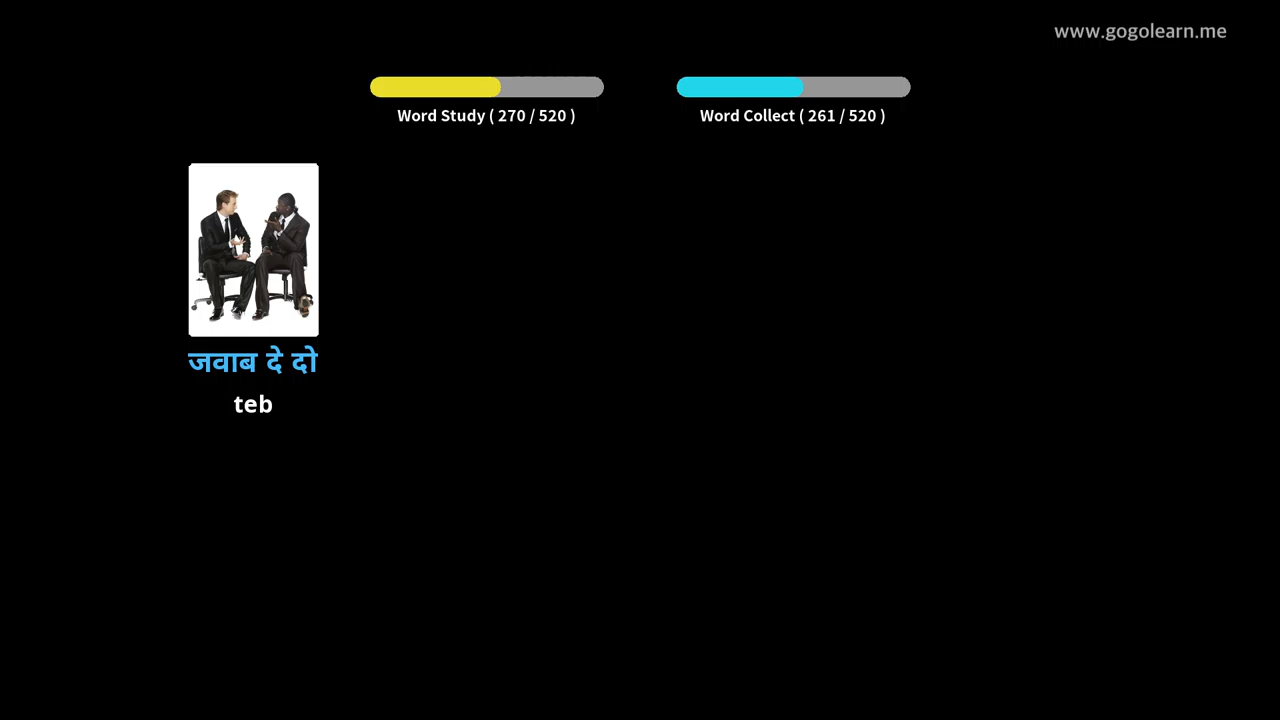 www.gogolearn.me
Word Study ( 270 / 520 )
Word Collect ( 261 / 520 )
जवाब दे दो
teb